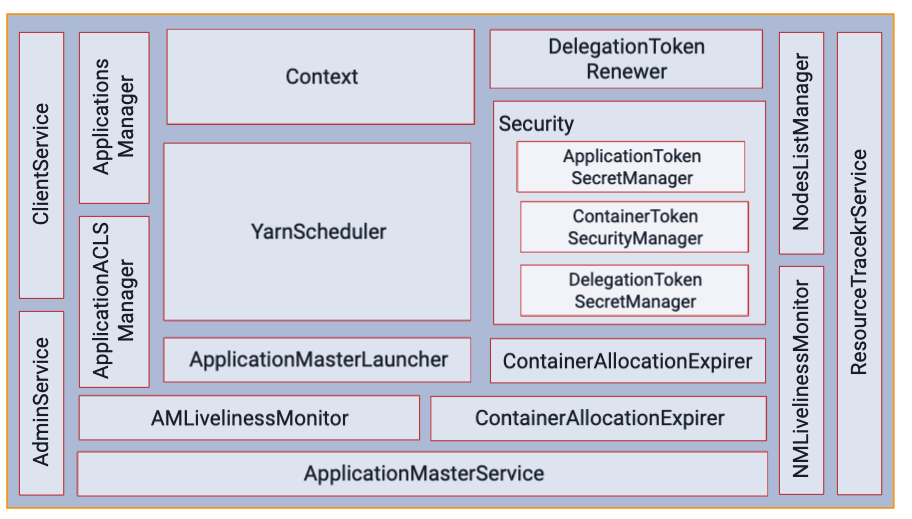 ClientService
AdminService
Applications
Manager
ApplicationACLS
Manager
Context
YarnScheduler
ApplicationMasterLauncher
DelegationToken
Renewer
Security
ApplicationToken
SecretManager
ContainerToken
SecurityManager
DelegationToken
SecretManager
ContainerAllocationExpirer
AMLivelinessMonitor
ContainerAllocationExpirer
ApplicationMasterService
NodesListManager
NMLivelinessMonitor
ResourceTracekrService